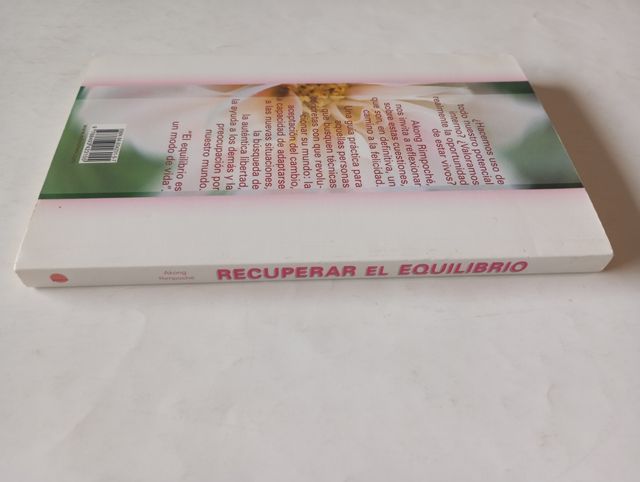 ¿Hacemos uso de
todo nuestro potencial
interno? ¿Valoramos
realmente la oportunidad
de estar vivos?
Akong Rimpoché,
nos invita a reflexionar
sobre estas cuestiones,
que son, en definitiva, un
camino a la felicidad.
Una guía práctica para
aquellas personas
que busquen técnicas
concretas con que revolu-
cionar su mundo: la
aceptación del cambio,
la capacidad de adaptarse
a las nuevas situaciones,
la búsqueda de
la auténtica libertad,
la ayuda a los demás y la
preocupación por
nuestro mundo.
"El equilibrio es
un modo de vida"
Akong
Rimpoché
RECUPERAR EL EQUILIBRIO